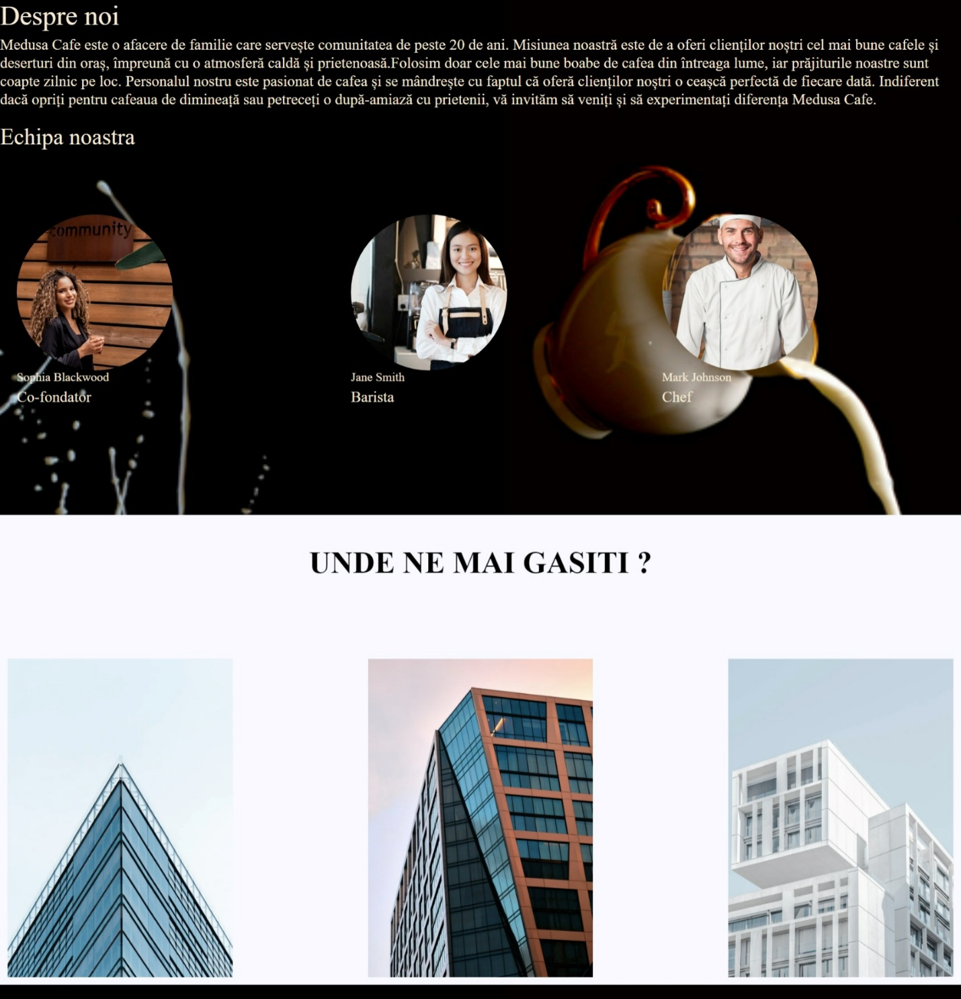 Despre noi
Medusa Cafe este o afacere de familie care servește comunitatea de peste 20 de ani. Misiunea noastră este de a oferi clienților noștri cel mai bune cafele și
deserturi din oraș, împreună cu o atmosferă caldă și prietenoasă.Folosim doar cele mai bune boabe de cafea din întreaga lume, iar prăjiturile noastre sunt
coapte zilnic pe loc. Personalul nostru este pasionat de cafea și se mândrește cu faptul că oferă clienților noștri o ceașcă perfectă de fiecare dată. Indiferent
dacă opriți pentru cafeaua de dimineață sau petreceți o după-amiază cu prietenii, vă invităm să veniți și să experimentați diferența Medusa Cafe.
Echipa noastra
community
Sophia Blackwood
Co-fondator
Jane Smith
Barista
Mark Johnson
Chef
UNDE NE MAI GASITI ?